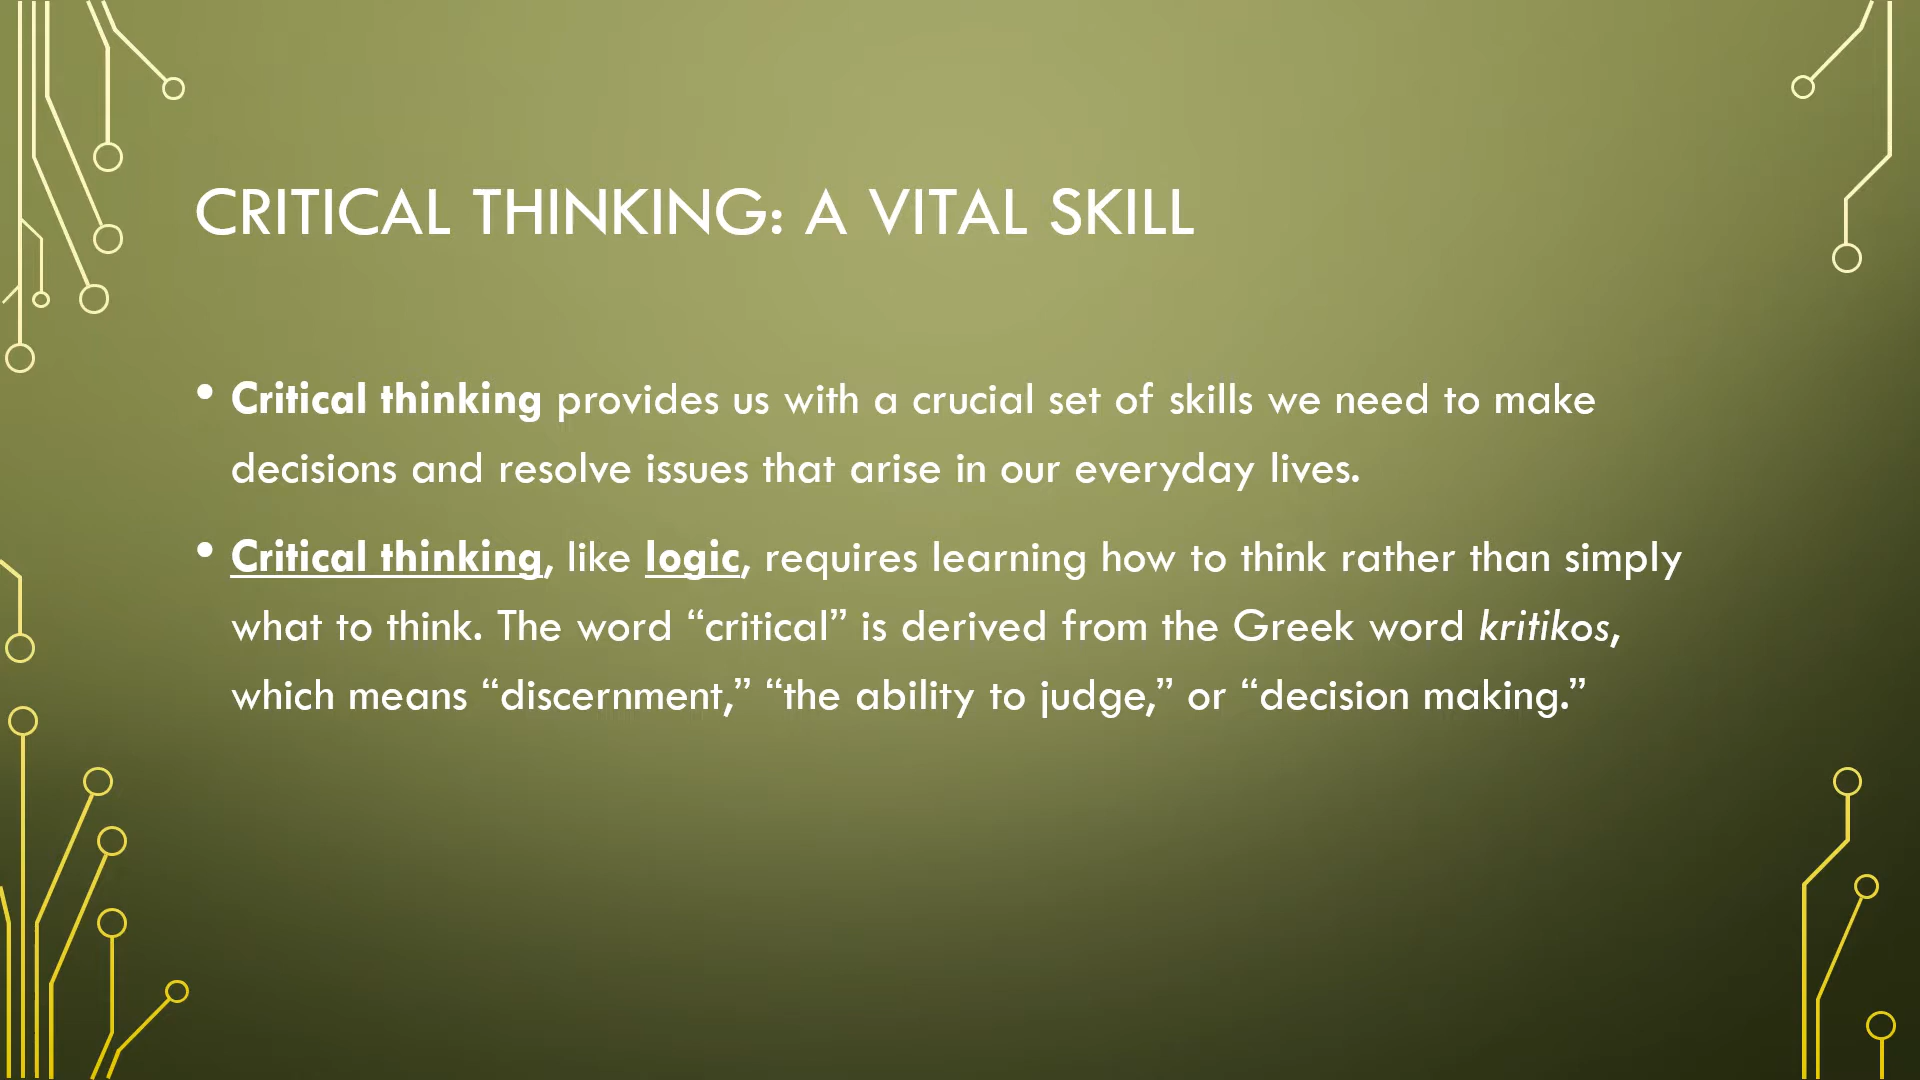 CRITICAL THINKING: A VITAL SKILL
• Critical thinking provides us with a crucial set of skills we need to make
decisions and resolve issues that arise in our everyday lives.
• Critical thinking, like logic, requires learning how to think rather than simply
what to think. The word “critical” is derived from the Greek word kritikos,
which means “discernment,” “the ability to judge,” or “decision making.”